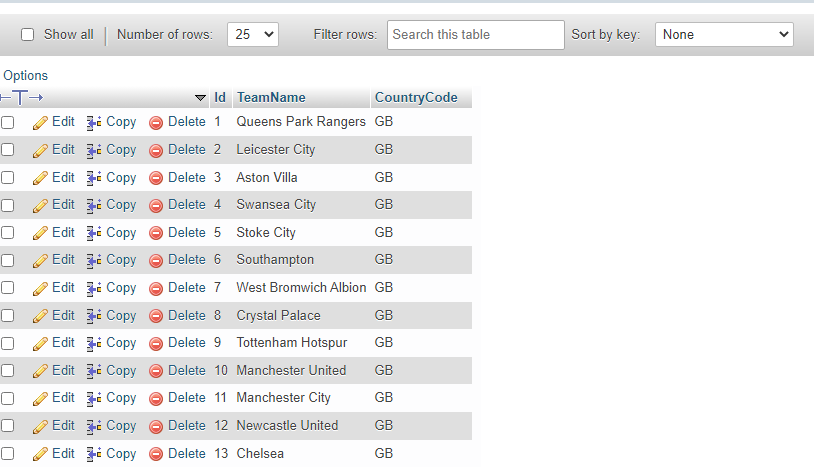 Show all Number of rows: 25 Filter rows: Search this table Sort by key: None
Options
Id TeamName CountryCode
Edit Copy Delete 1 Queens Park Rangers GB
Edit Copy Delete 2 Leicester City GB
Edit Copy Delete 3 Aston Villa GB
Edit Copy Delete 4 Swansea City GB
Edit Copy Delete 5 Stoke City GB
Edit Copy Delete 6 Southampton GB
Edit Copy Delete 7 West Bromwich Albion GB
Edit Copy Delete 8 Crystal Palace GB
Edit Copy Delete 9 Tottenham Hotspur GB
Edit Copy Delete 10 Manchester United GB
Edit Copy Delete 11 Manchester City GB
Edit Copy Delete 12 Newcastle United GB
Edit Copy Delete 13 Chelsea GB